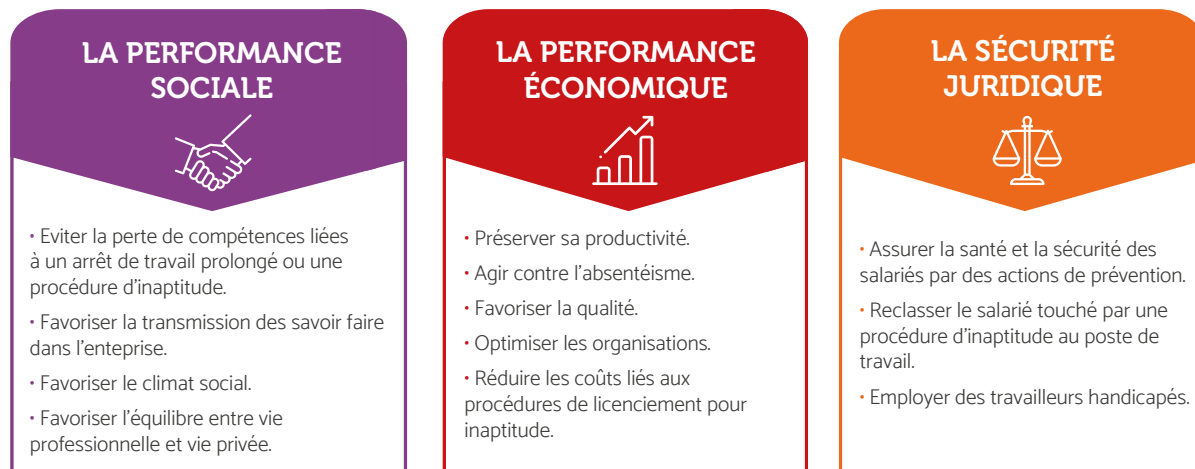 LA PERFORMANCE
SOCIALE
• Eviter la perte de compétences liées
à un arrêt de travail prolongé ou une
procédure d'inaptitude.
• Favoriser la transmission des savoir faire
dans l'enteprise.
• Favoriser le climat social.
• Favoriser l'équilibre entre vie
professionnelle et vie privée.
LA PERFORMANCE
ÉCONOMIQUE
• Préserver sa productivité.
• Agir contre l'absentéisme.
• Favoriser la qualité.
• Optimiser les organisations.
• Réduire les coûts liés aux
procédures de licenciement pour
inaptitude.
LA SÉCURITÉ
JURIDIQUE
• Assurer la santé et la sécurité des
salariés par des actions de prévention.
• Reclasser le salarié touché par une
procédure d'inaptitude au poste de
travail.
• Employer des travailleurs handicapés.